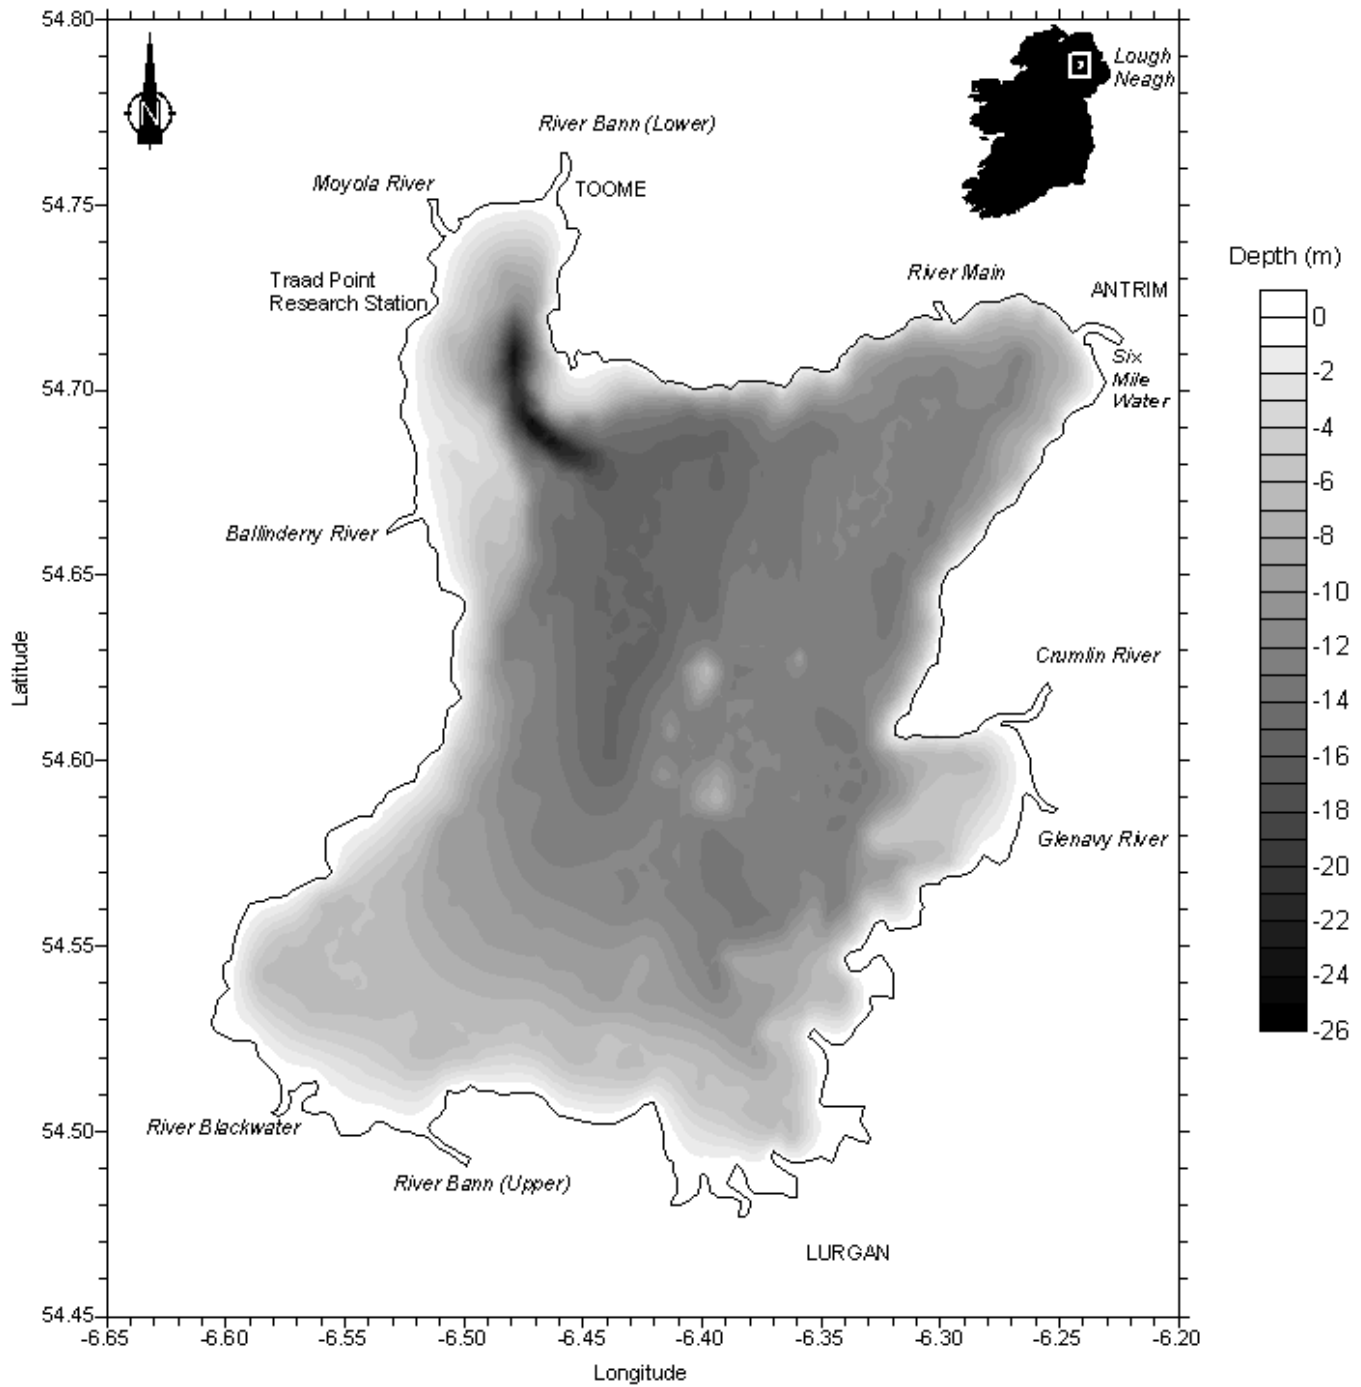 54.80
54.75
54.70
54.65
54.60
54.55
54.50
54.45
Latitude
N
Lough
Neagh
River Bann (Lower)
Moyola River
TOOME
Traad Point
Research Station
River Main
ANTRIM
Six
Mile
Water
Ballinderry River
Crumlin River
Glenavy River
River Blackwater
River Bann (Upper)
LURGAN
Depth (m)
0
-2
-4
-6
-8
-10
-12
-14
-16
-18
-20
-22
-24
-26
-6.65 -6.60 -6.55 -6.50 -6.45 -6.40 -6.35 -6.30 -6.25 -6.20
Longitude